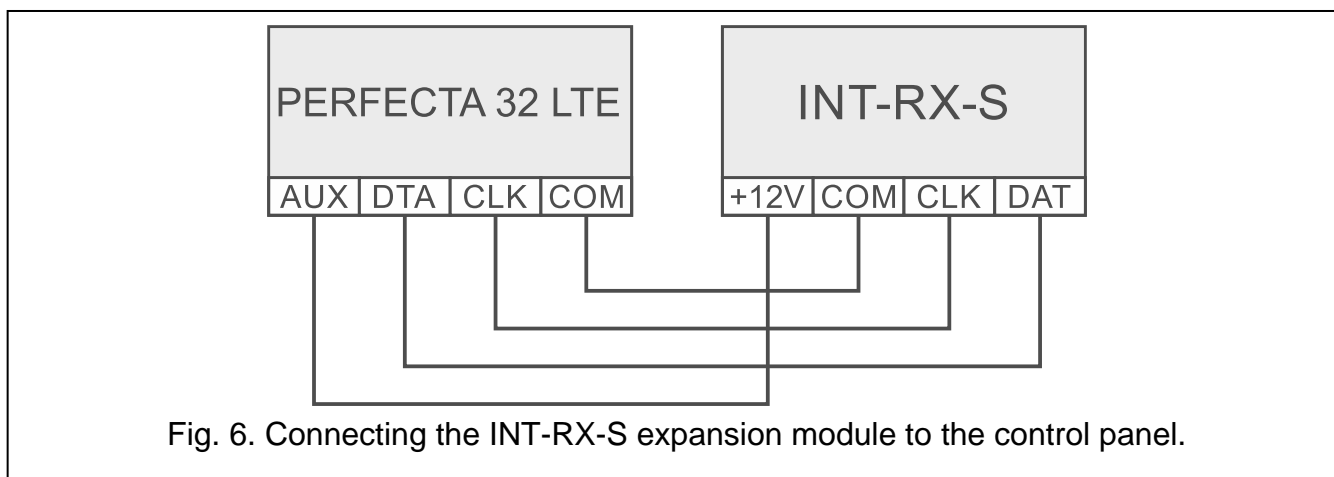 PERFECTA 32 LTE
INT-RX-S
AUX DTA CLK COM
+12V COM CLK DAT
Fig. 6. Connecting the INT-RX-S expansion module to the control panel.